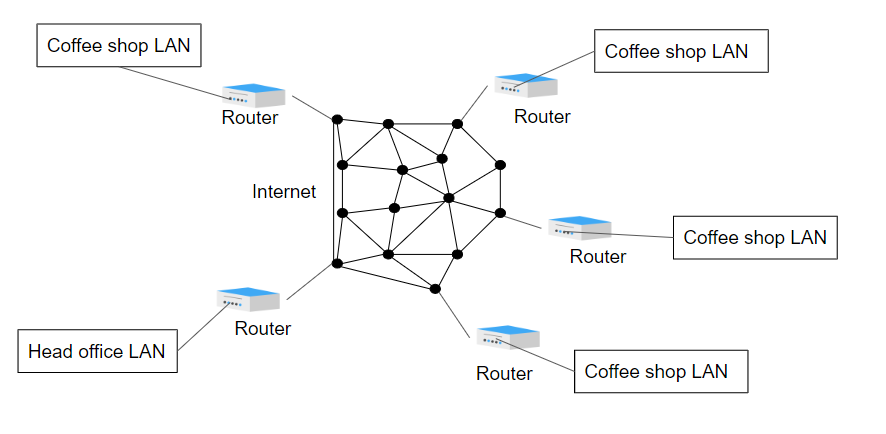 Coffee shop LAN
Coffee shop LAN
Router
Router
Internet
Coffee shop LAN
Router
Router
Head office LAN
Coffee shop LAN
Router